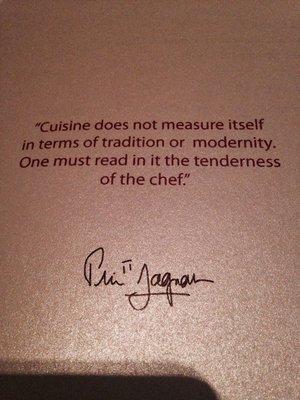 “Cuisine does not measure itself
in terms of tradition or modernity.
One must read in it the tenderness
of the chef.”